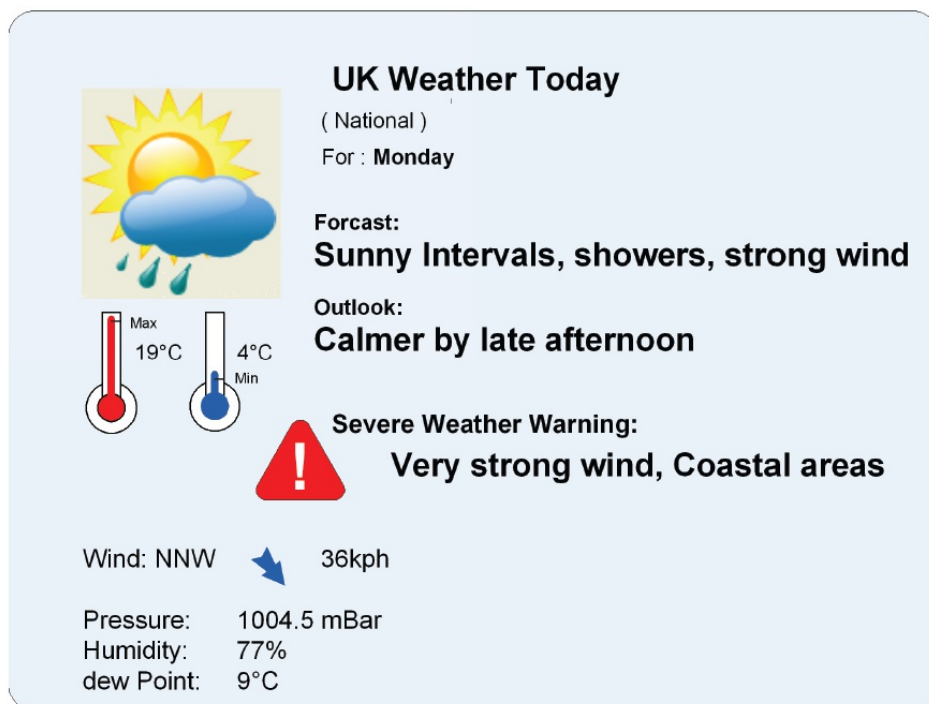 UK Weather Today
( National )
For : Monday
Forcast:
Sunny Intervals, showers, strong wind
Outlook:
Calmer by late afternoon
Max
19°C
4°C
Min
Severe Weather Warning:
!
Very strong wind, Coastal areas
Wind: NNW 36kph
Pressure: 1004.5 mBar
Humidity: 77%
dew Point: 9°C